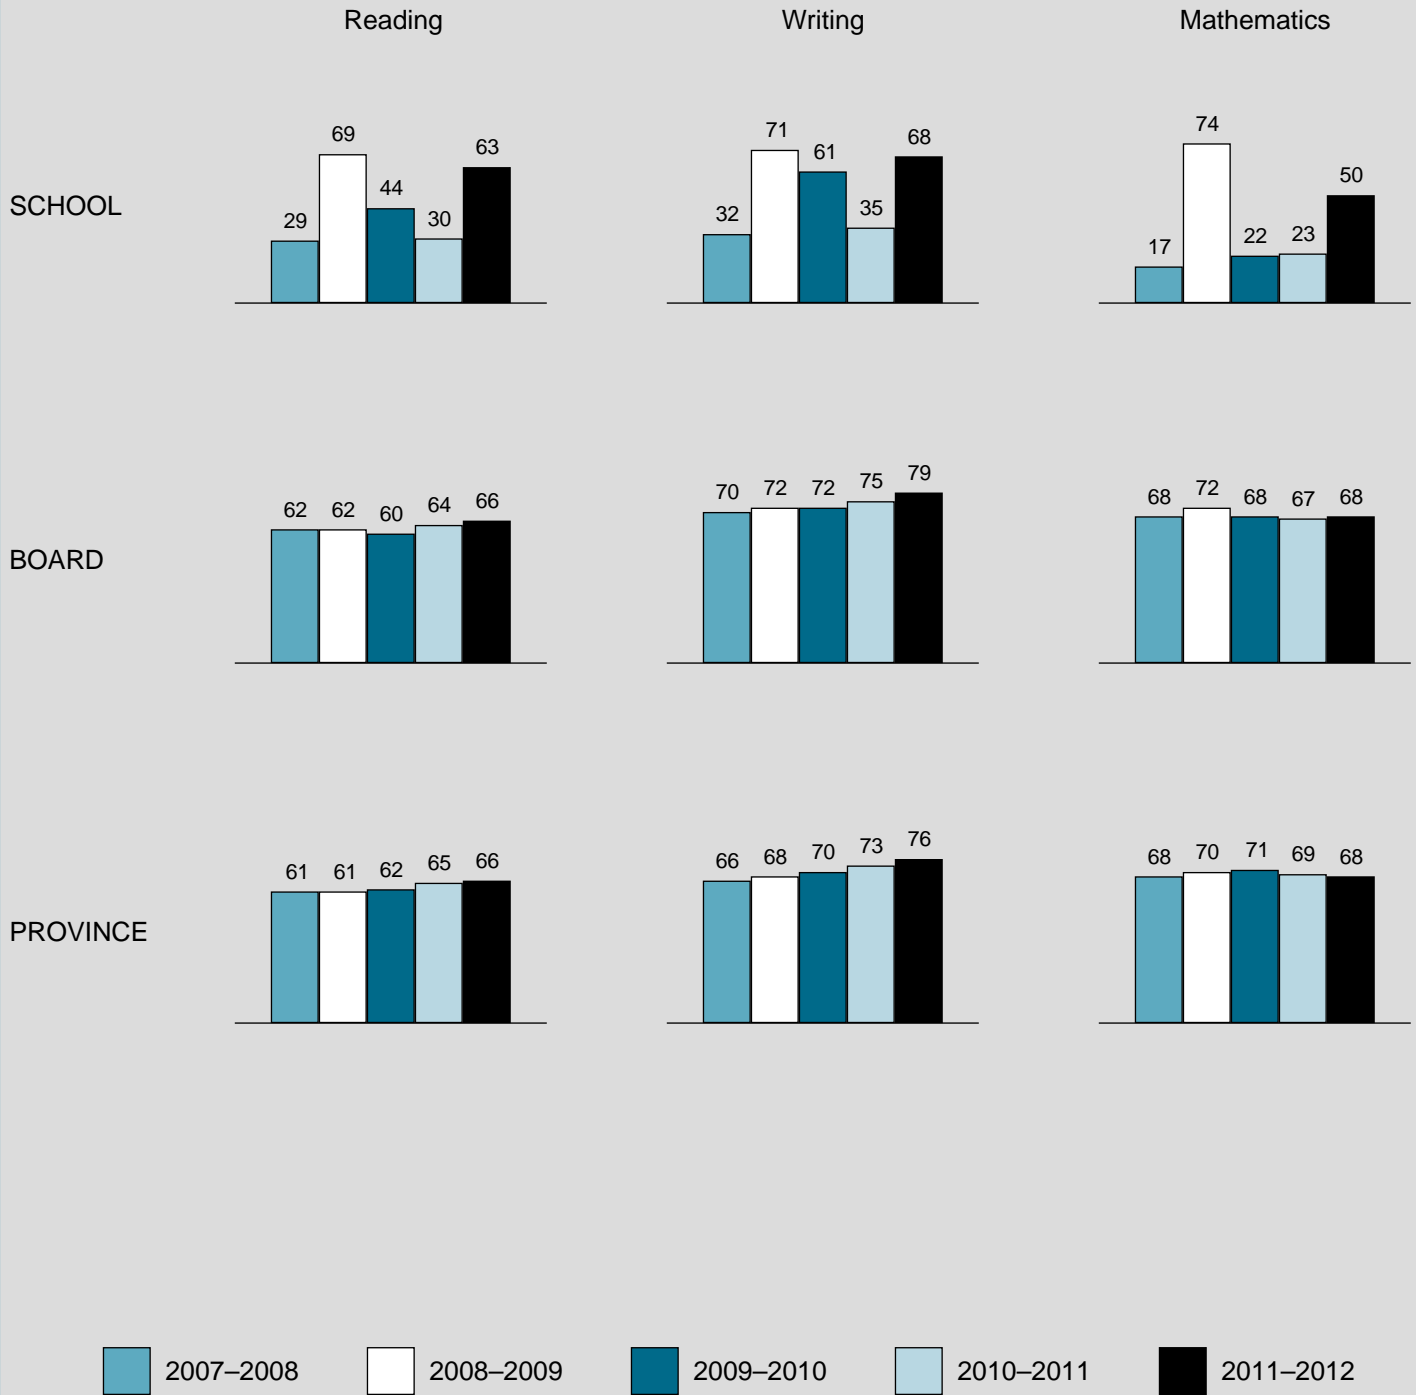 Reading Writing Mathematics
SCHOOL
29 69 44 30 63
32 71 61 35 68
17 74 22 23 50
BOARD
62 62 60 64 66
70 72 72 75 79
68 72 68 67 68
PROVINCE
61 61 62 65 66
66 68 70 73 76
68 70 71 69 68
2007–2008 2008–2009 2009–2010 2010–2011 2011–2012